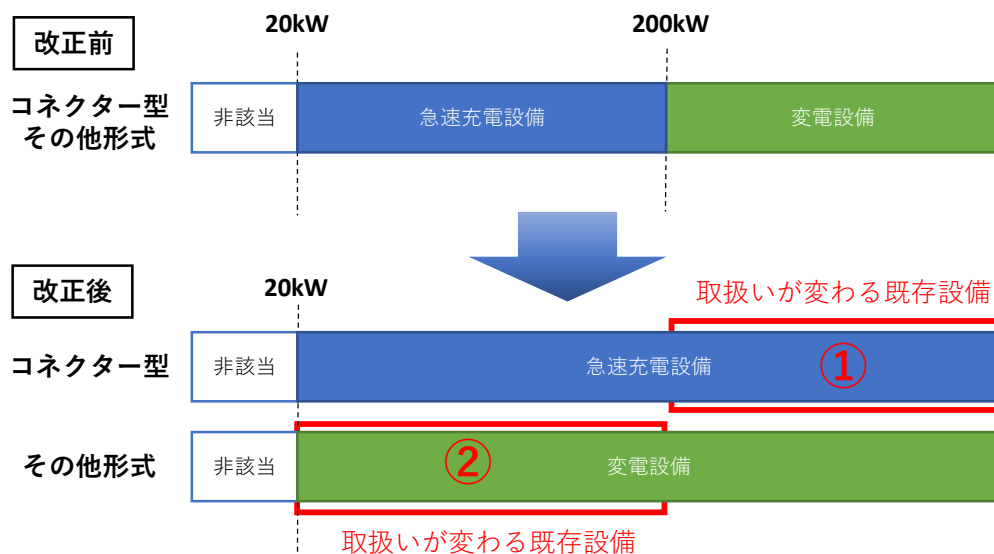 改正前
20kW
200kW
コネクター型
その他形式
非該当
急速充電設備
変電設備
改正後
20kW
取扱いが変わる既存設備
コネクター型
非該当
急速充電設備
①
その他形式
非該当
②
変電設備
取扱いが変わる既存設備